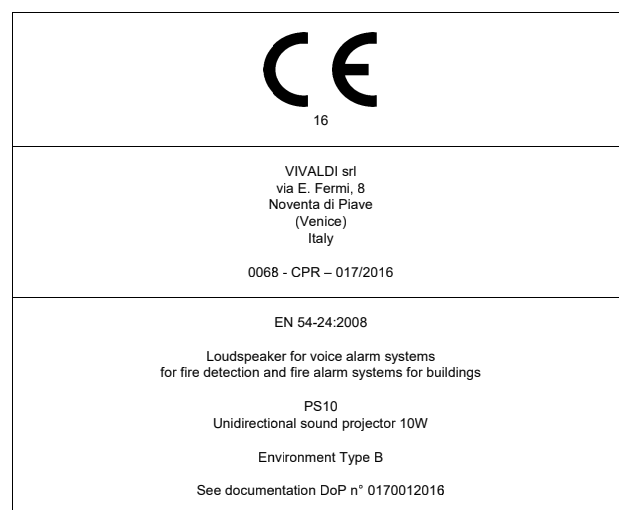 CE
16
VIVALDI srl
via E. Fermi, 8
Noventa di Piave
(Venice)
Italy
0068 - CPR – 017/2016
EN 54-24:2008
Loudspeaker for voice alarm systems
for fire detection and fire alarm systems for buildings
PS10
Unidirectional sound projector 10W
Environment Type B
See documentation DoP n° 0170012016